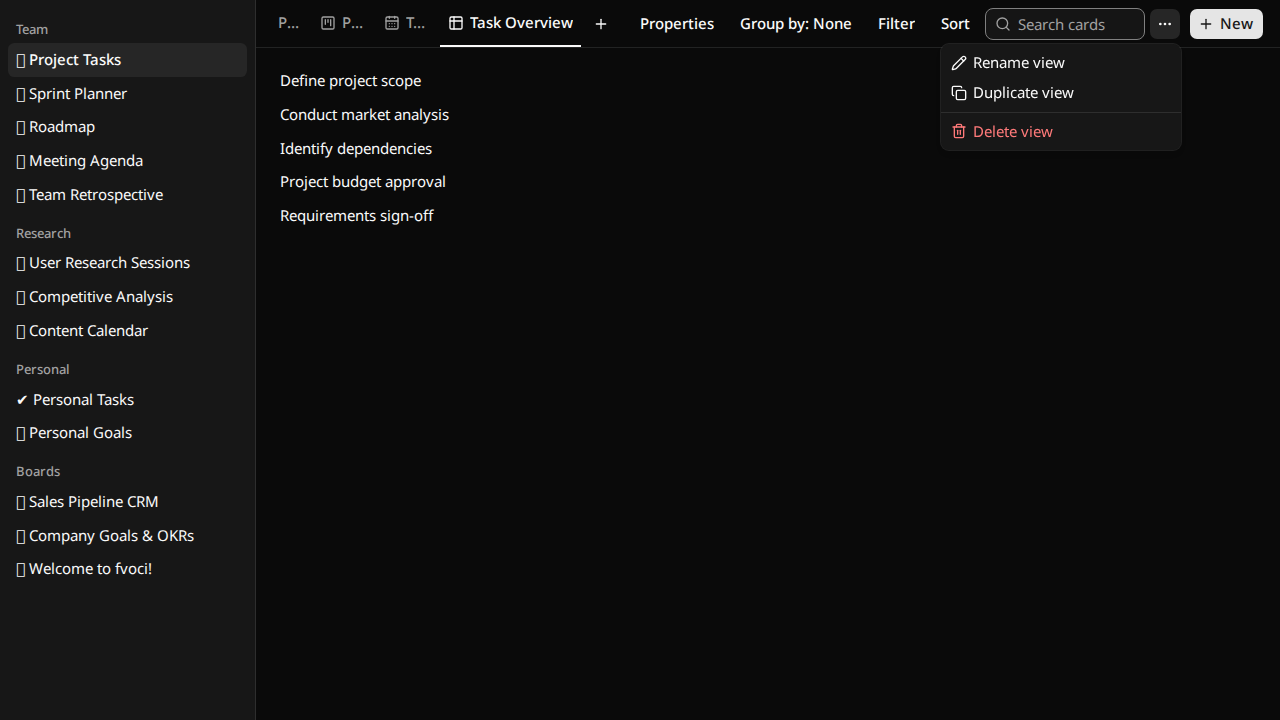 Team
Project Tasks
Sprint Planner
Roadmap
Meeting Agenda
Team Retrospective
Research
User Research Sessions
Competitive Analysis
Content Calendar
Personal
✔ Personal Tasks
Personal Goals
Boards
Sales Pipeline CRM
Company Goals & OKRs
Welcome to fvoci!
P... P... T... Task Overview Properties Group by: None Filter Sort Search cards New
Rename view
Duplicate view
Delete view
Define project scope
Conduct market analysis
Identify dependencies
Project budget approval
Requirements sign-off